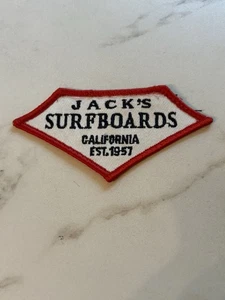 JACK'S
SURFBOARDS
CALIFORNIA
EST. 1957